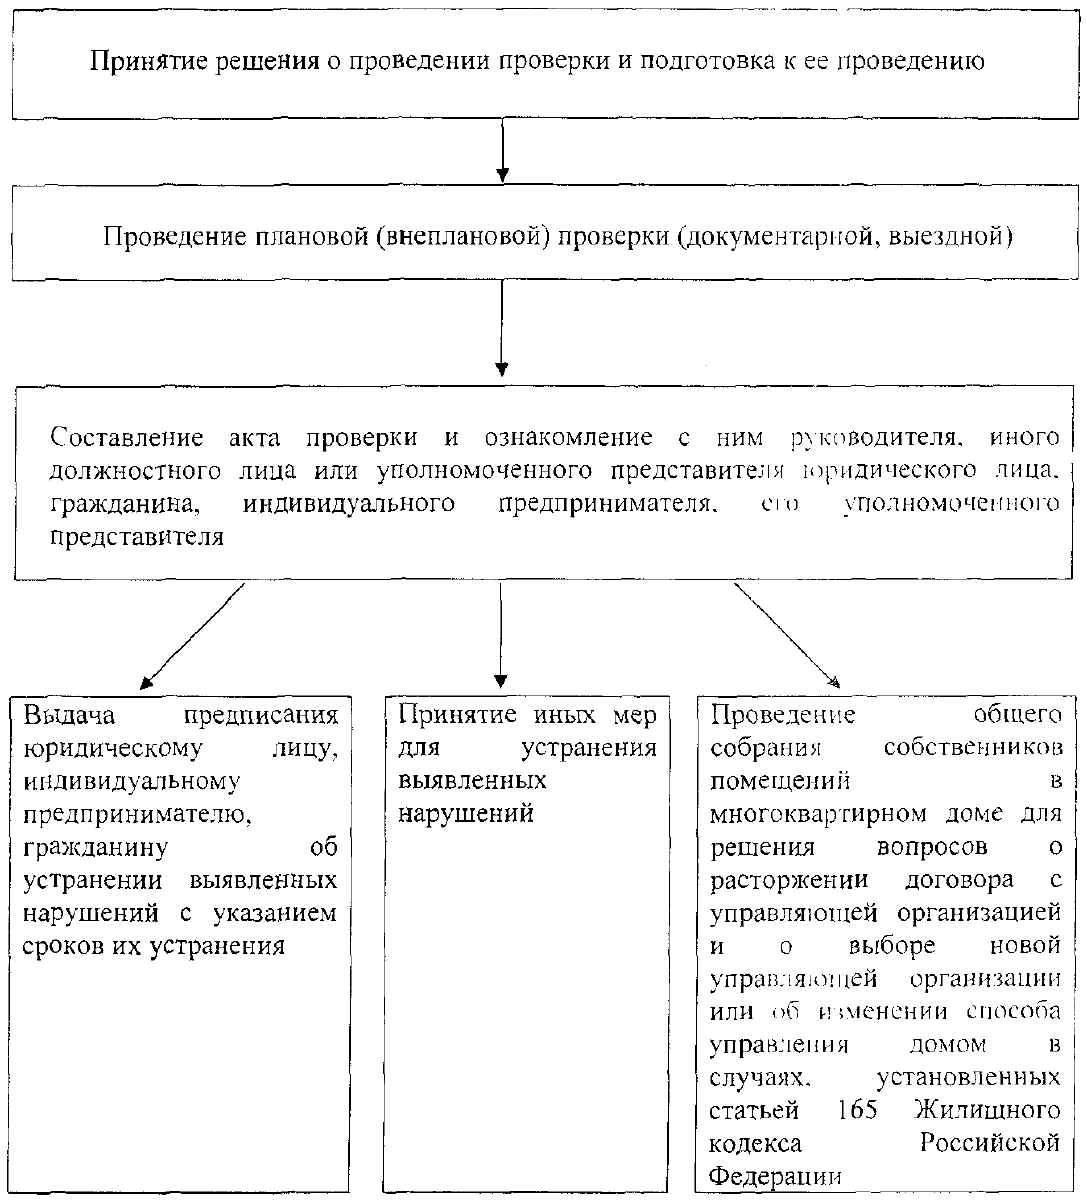 Принятие решения о проведении проверки и подготовка к ее проведению
Проведение плановой (внеплановой) проверки (документарной, выездной)
Составление акта проверки и ознакомление с ним руководителя, иного
должностного лица или уполномоченного представителя юридического лица,
гражданина, индивидуального предпринимателя, его уполномоченного
представителя
Выдача предписания
юридическому лицу,
индивидуальному
предпринимателю,
гражданину об
устранении выявленных
нарушений с указанием
сроков их устранения
Принятие иных мер
для устранения
выявленных
нарушений
Проведение общего
собрания собственников
помещений в
многоквартирном доме для
решения вопросов о
расторжении договора с
управляющей организацией
и о выборе новой
управляющей организации
или об изменении способа
управления домом в
случаях, установленных
статьей 165 Жилищного
кодекса Российской
Федерации